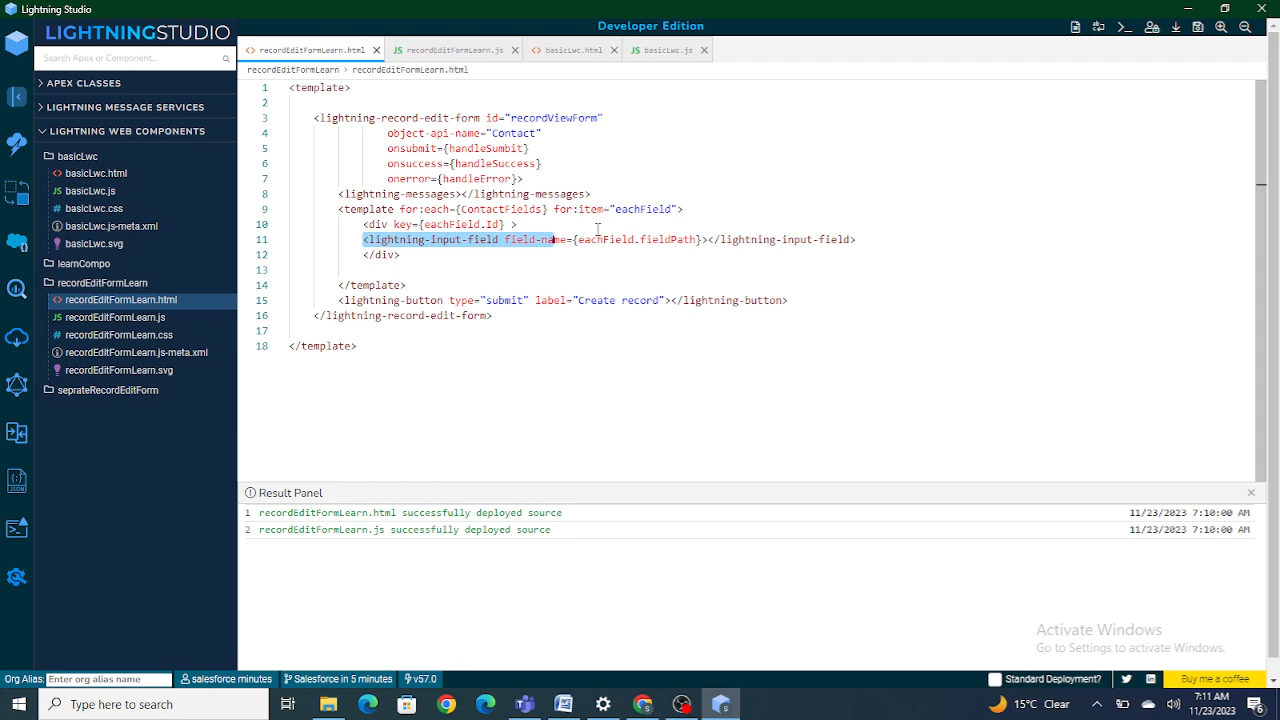 Lightning Studio
Developer Edition
LIGHTNINGSTUDIO
Search Apex or Component...
APEX CLASSES
LIGHTNING MESSAGE SERVICES
LIGHTNING WEB COMPONENTS
basicLwc
basicLwc.html
basicLwc.js
basicLwc.css
basicLwc.js-meta.xml
basicLwc.svg
learnCompo
recordEditFormLearn
recordEditFormLearn.html
recordEditFormLearn.js
recordEditFormLearn.css
recordEditFormLearn.js-meta.xml
recordEditFormLearn.svg
seprateRecordEditForm
recordEditFormLearn.html JS recordEditFormLearn.js basicLwc.html JS basicLwc.js
recordEditFormLearn > recordEditFormLearn.html
1 <template>
2
3 <lightning-record-edit-form id="recordViewForm"
4 object-api-name="Contact"
5 onsubmit={handleSumbit}
6 onsuccess={handleSuccess}
7 onerror={handleError}>
8 <lightning-messages></lightning-messages>
9 <template for:each={ContactFields} for:item="eachField">
10 <div key={eachField.Id} >
11 <lightning-input-field field-name={eachField.fieldPath}></lightning-input-field>
12 </div>
13
14 </template>
15 <lightning-button type="submit" label="Create record"></lightning-button>
16 </lightning-record-edit-form>
17
18 </template>
Result Panel
1 recordEditFormLearn.html successfully deployed source 11/23/2023 7:10:00 AM
2 recordEditFormLearn.js successfully deployed source 11/23/2023 7:10:00 AM
Activate Windows
Go to Settings to activate Windows.
Org Alias: Enter org alias name salesforce minutes Salesforce in 5 minutes v57.0 Standard Deployment? Buy me a coffee
Type here to search
15°C Clear
7:11 AM
11/23/2023
6